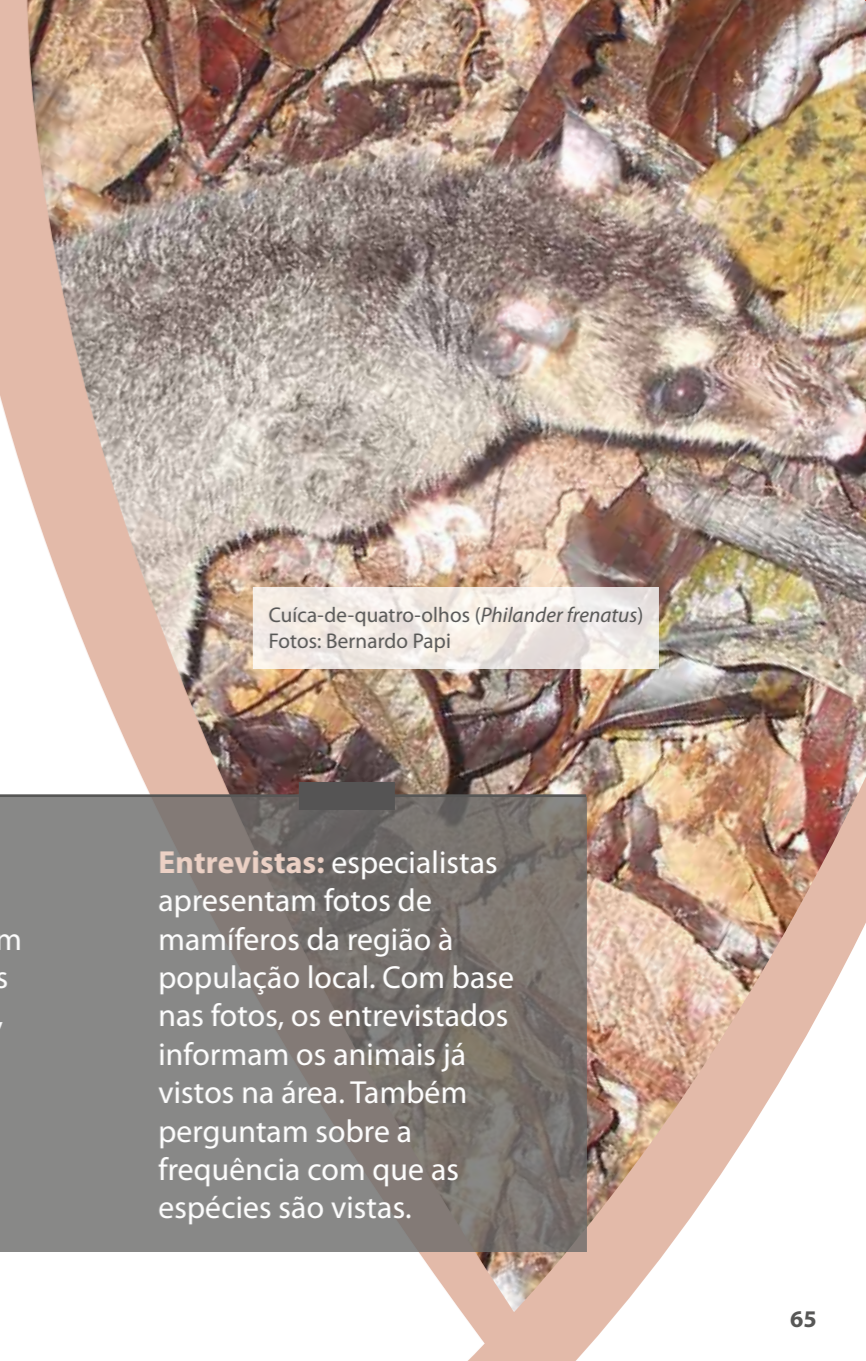 Cuíca-de-quatro-olhos (Philander frenatus)
Fotos: Bernardo Papi
Entrevistas: especialistas
apresentam fotos de
mamíferos da região à
população local. Com base
nas fotos, os entrevistados
informam os animais já
vistos na área. Também
perguntam sobre a
frequência com que as
espécies são vistas.
65